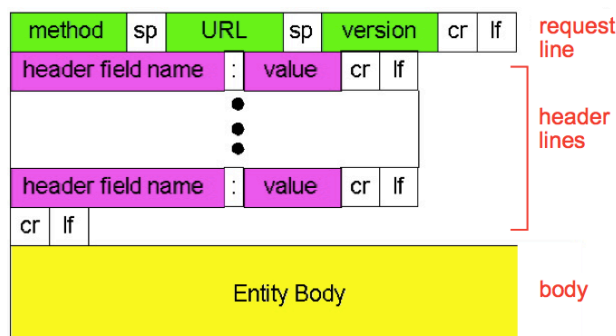 method sp URL sp version cr lf
request line
header field name : value cr lf
header lines
header field name : value cr lf
cr lf
Entity Body
body